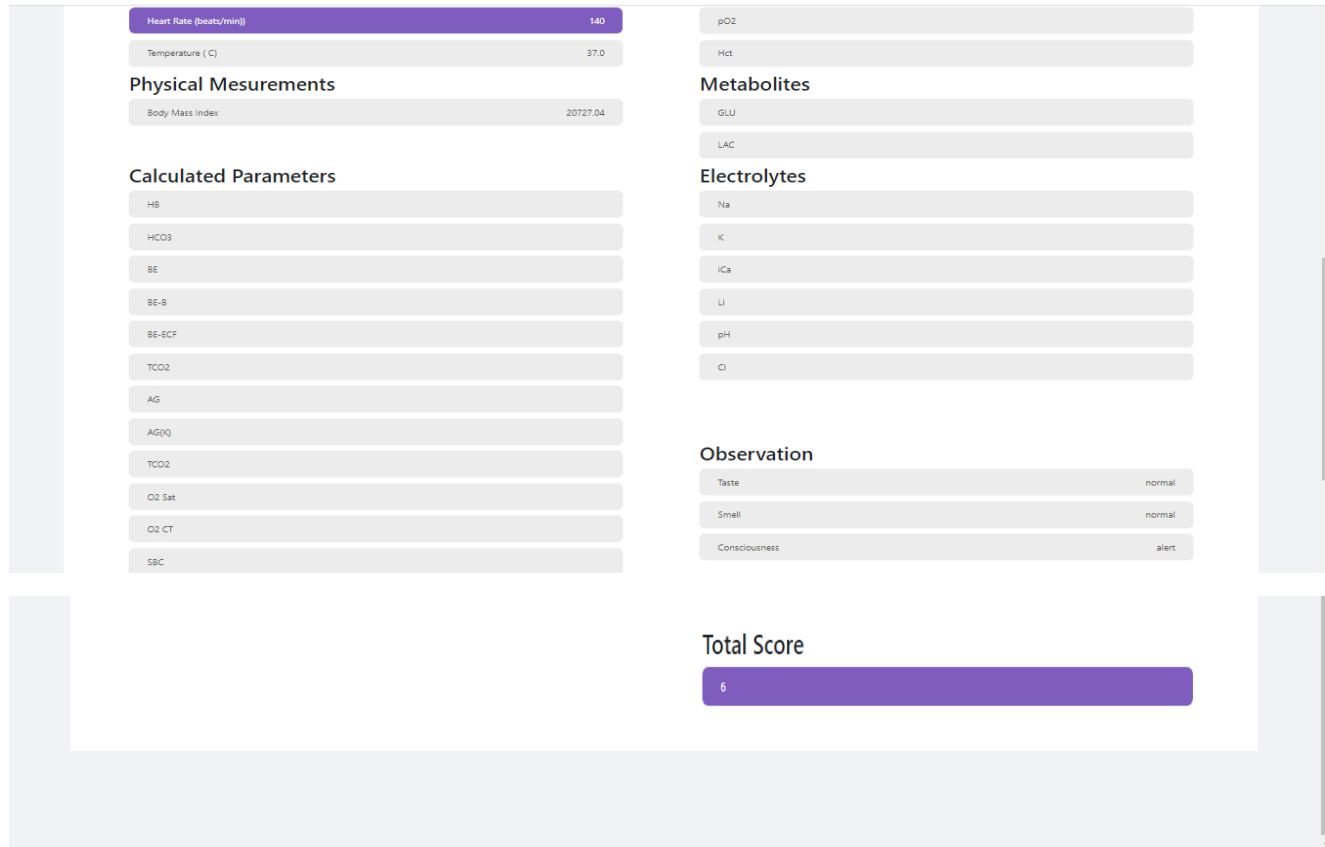 Heart Rate (beats/min)) 140
Temperature ( C) 37.0
Physical Mesurements
Body Mass Index 20727.04
Calculated Parameters
HB
HCO3
BE
BE-B
BE-ECF
TCO2
AG
AG(K)
TCO2
O2 Sat
O2 CT
SBC
pO2
Hct
Metabolites
GLU
LAC
Electrolytes
Na
K
iCa
Li
pH
Cl
Observation
Taste normal
Smell normal
Consciousness alert
Total Score
6